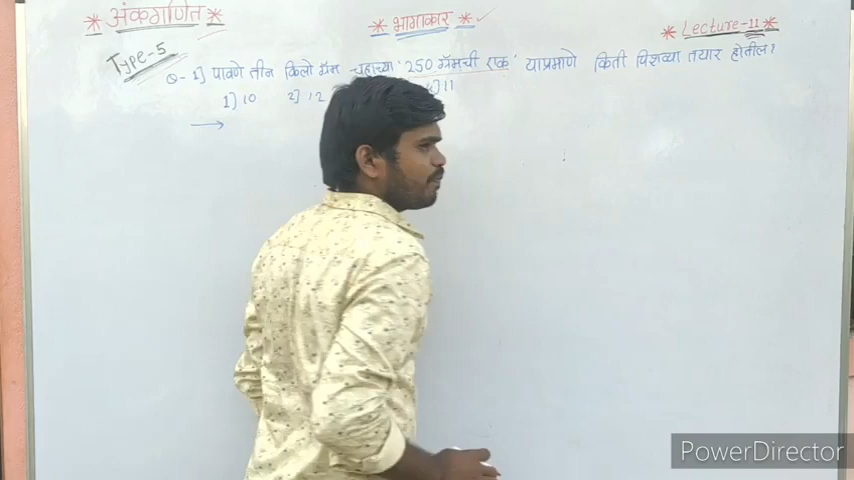 * अंकगणित *
* भागाकार *
* Lecture-11 *
Type-5
Q-1] पावणे तीन किलो ग्रॅम चहाच्या '250 ग्रॅमची एक' याप्रमाणे किती पिशव्या तयार होतील?
1] 10 2] 12 4] 11
PowerDirector